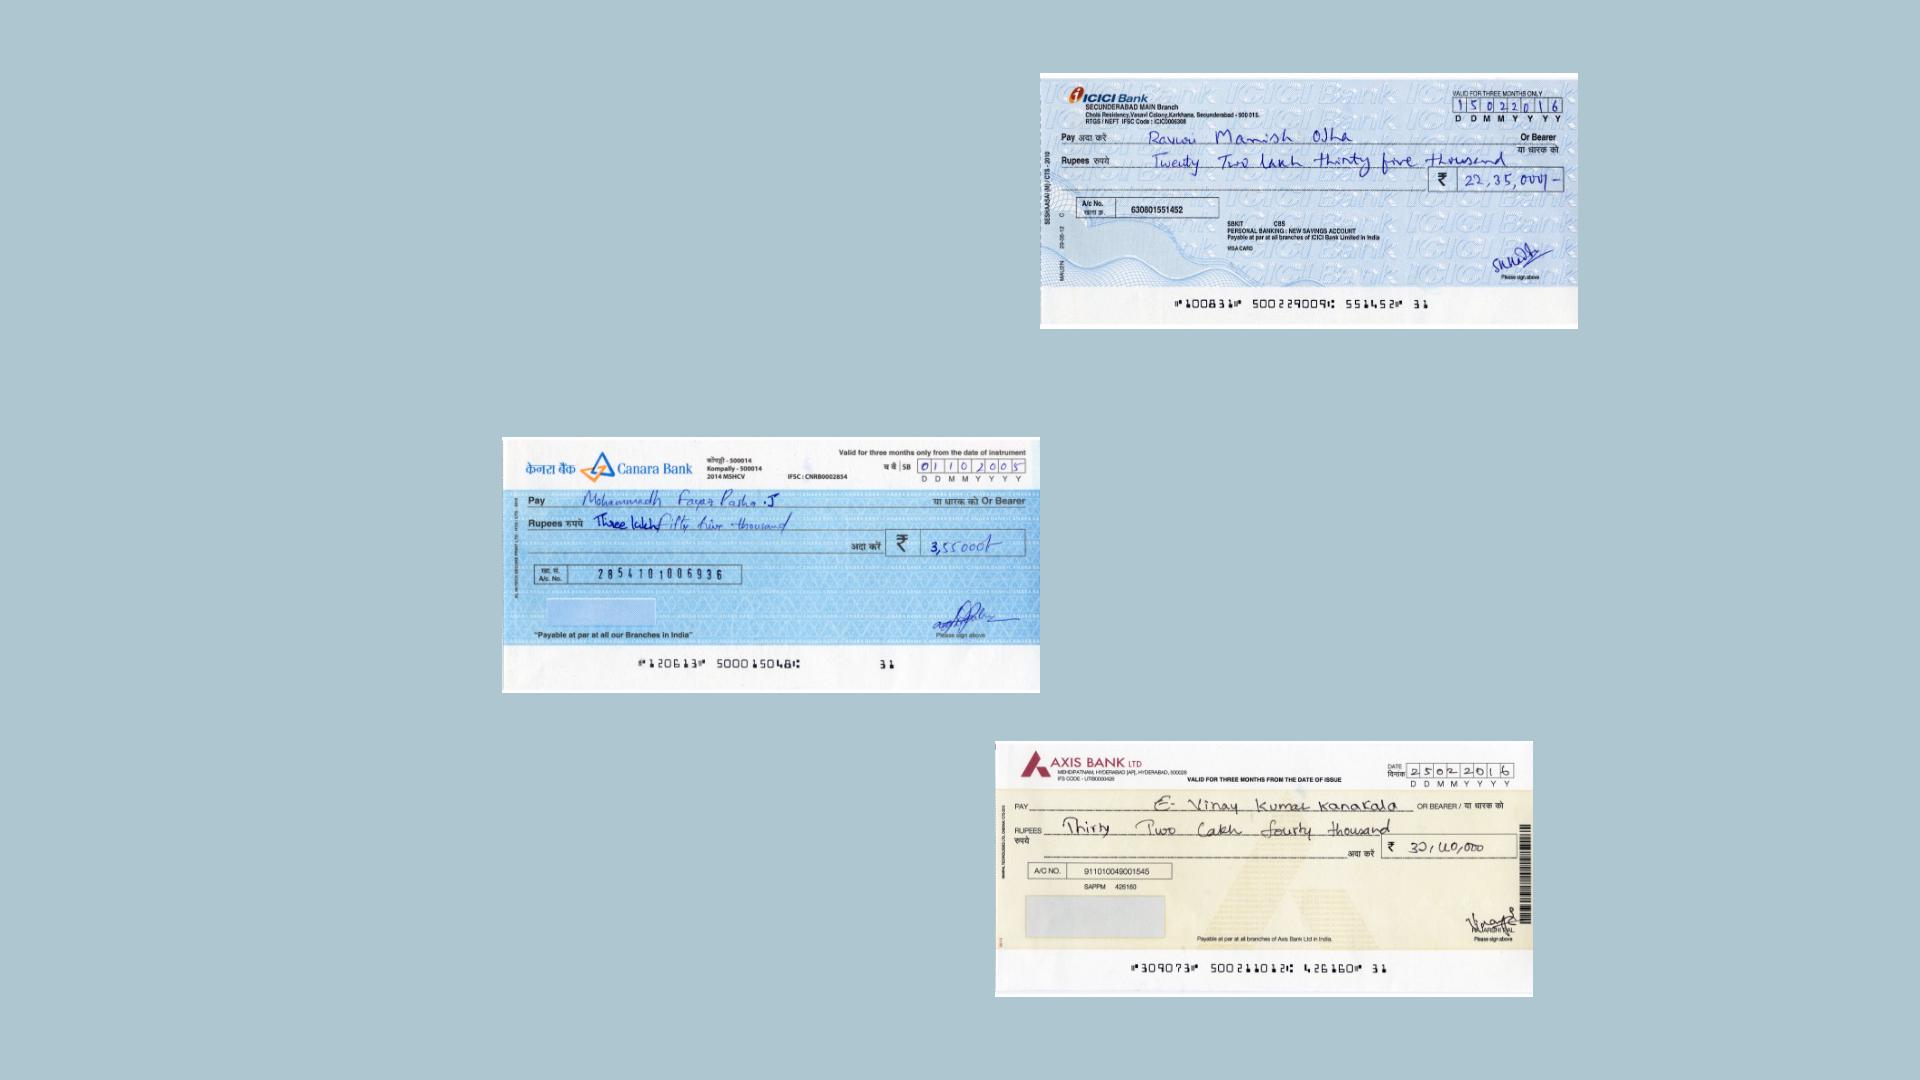 ICICI Bank
SECUNDERABAD MAIN Branch
Chola Residency,Vasavi Colony,Karkhana, Secunderabad - 500 015.
RTGS / NEFT IFSC Code : ICIC0006308
VALID FOR THREE MONTHS ONLY
15022016
D D M M Y Y Y Y
Pay अदा करें Manish OJha Or Bearer
या धारक को
Rupees रुपये Twenty Two lakh thirty five thousand
₹ 22,35,000/-
A/c No. 630801551452
खाता क्र.
SBKIT CBS
PERSONAL BANKING : NEW SAVINGS ACCOUNT
Payable at par at all branches of ICICI Bank Limited in India
VISA CARD
Please sign above
⑈100831⑈ 500229009⑆ 551452⑈ 31
केनरा बैंक Canara Bank
कोंपल्ली - 500014
Kompally - 500014
2014 MSHCV IFSC : CNRB0002854
Valid for three months only from the date of instrument
SB 01102005
D D M M Y Y Y Y
Pay Mohammadh Fayaz Pasha .J या धारक को Or Bearer
Rupees रुपये Three lakh fifty five thousand
अदा करें ₹ 3,55000/-
खा. सं.
A/c. No. 2854101006936
"Payable at par at all our Branches in India"
Please sign above
⑈120613⑈ 500015048⑆ 31
AXIS BANK LTD
MEHDIPATNAM, HYDERABAD [AP], HYDERABAD, 500028
IFS CODE - UTIB0000426
VALID FOR THREE MONTHS FROM THE DATE OF ISSUE
DATE
दिनांक 25022016
D D M M Y Y Y Y
PAY E. Vinay Kumar Kanakala OR BEARER / या धारक को
RUPEES Thirty Two Lakh fourty thousand
रुपये
अदा करें ₹ 32,40,000
A/C NO. 911010049001545
SAPPM 426160
Payable at par at all branches of Axis Bank Ltd in India.
Please sign above
⑈309073⑈ 500211012⑆ 426160⑈ 31